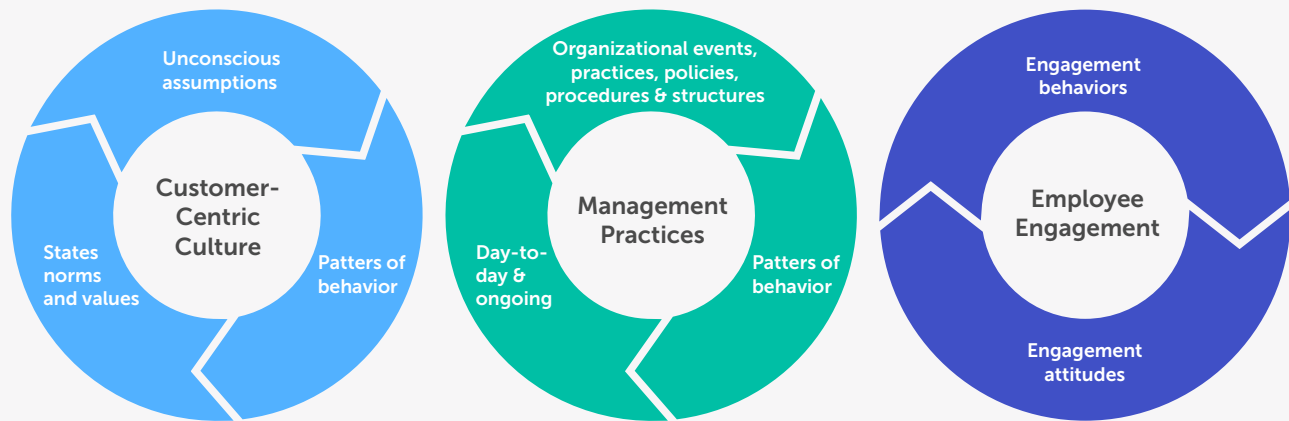 Unconscious
assumptions
Customer-
Centric
Culture
States
norms
and values
Patters of
behavior
Organizational events,
practices, policies,
procedures & structures
Management
Practices
Day-to-
day &
ongoing
Patters of
behavior
Engagement
behaviors
Employee
Engagement
Engagement
attitudes